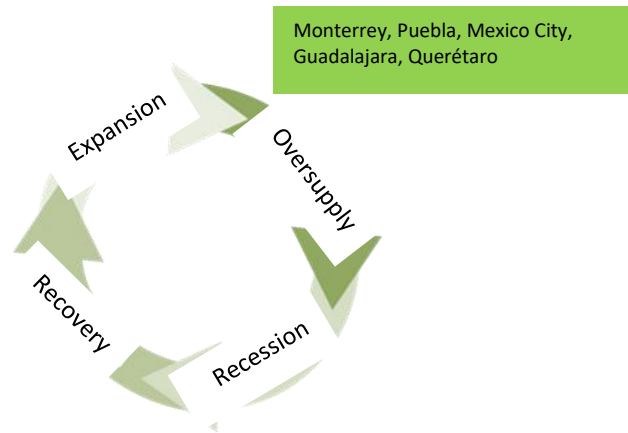 Monterrey, Puebla, Mexico City,
Guadalajara, Querétaro
Expansion
Oversupply
Recession
Recovery